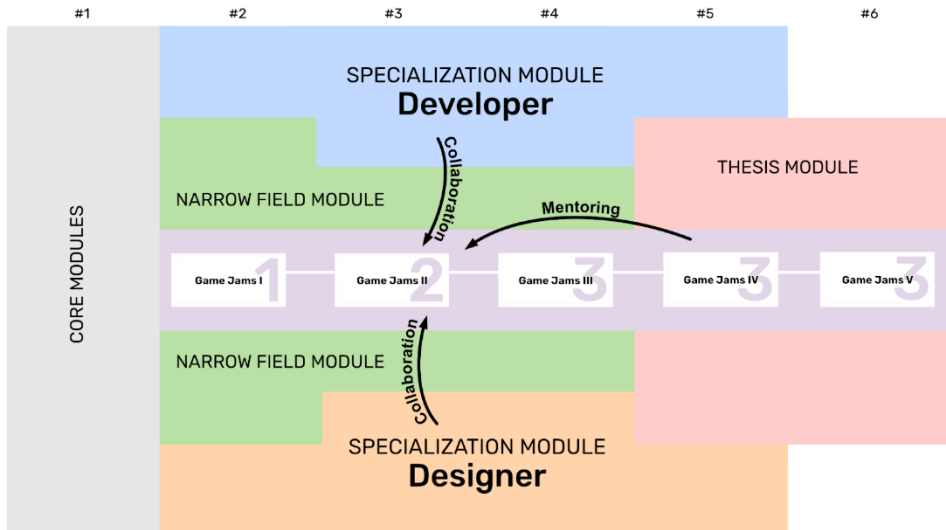 #1 #2 #3 #4 #5 #6
SPECIALIZATION MODULE
Developer
Collaboration
THESIS MODULE
NARROW FIELD MODULE
Mentoring
CORE MODULES
1 2 3 3 3
Game Jams I Game Jams II Game Jams III Game Jams IV Game Jams V
NARROW FIELD MODULE
Collaboration
SPECIALIZATION MODULE
Designer